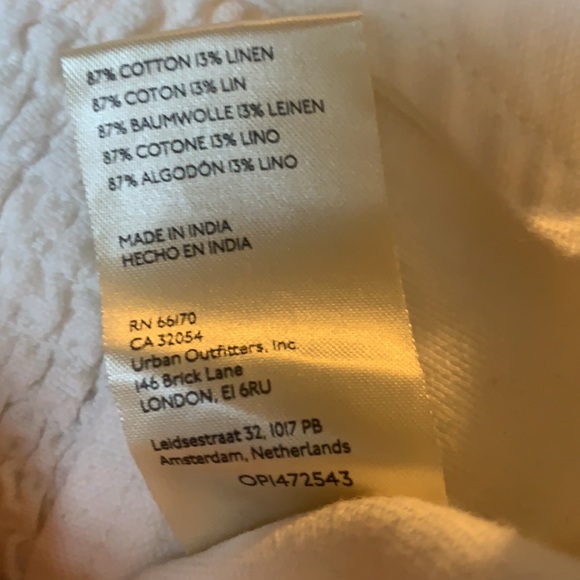 87% COTTON 13% LINEN
87% COTON 13% LIN
87% BAUMWOLLE 13% LEINEN
87% COTONE 13% LINO
87% ALGODÓN 13% LINO
MADE IN INDIA
HECHO EN INDIA
RN 66170
CA 32054
Urban Outfitters, Inc
146 Brick Lane
LONDON, E1 6RU
Leidsestraat 32, 1017 PB
Amsterdam, Netherlands
OP1472543